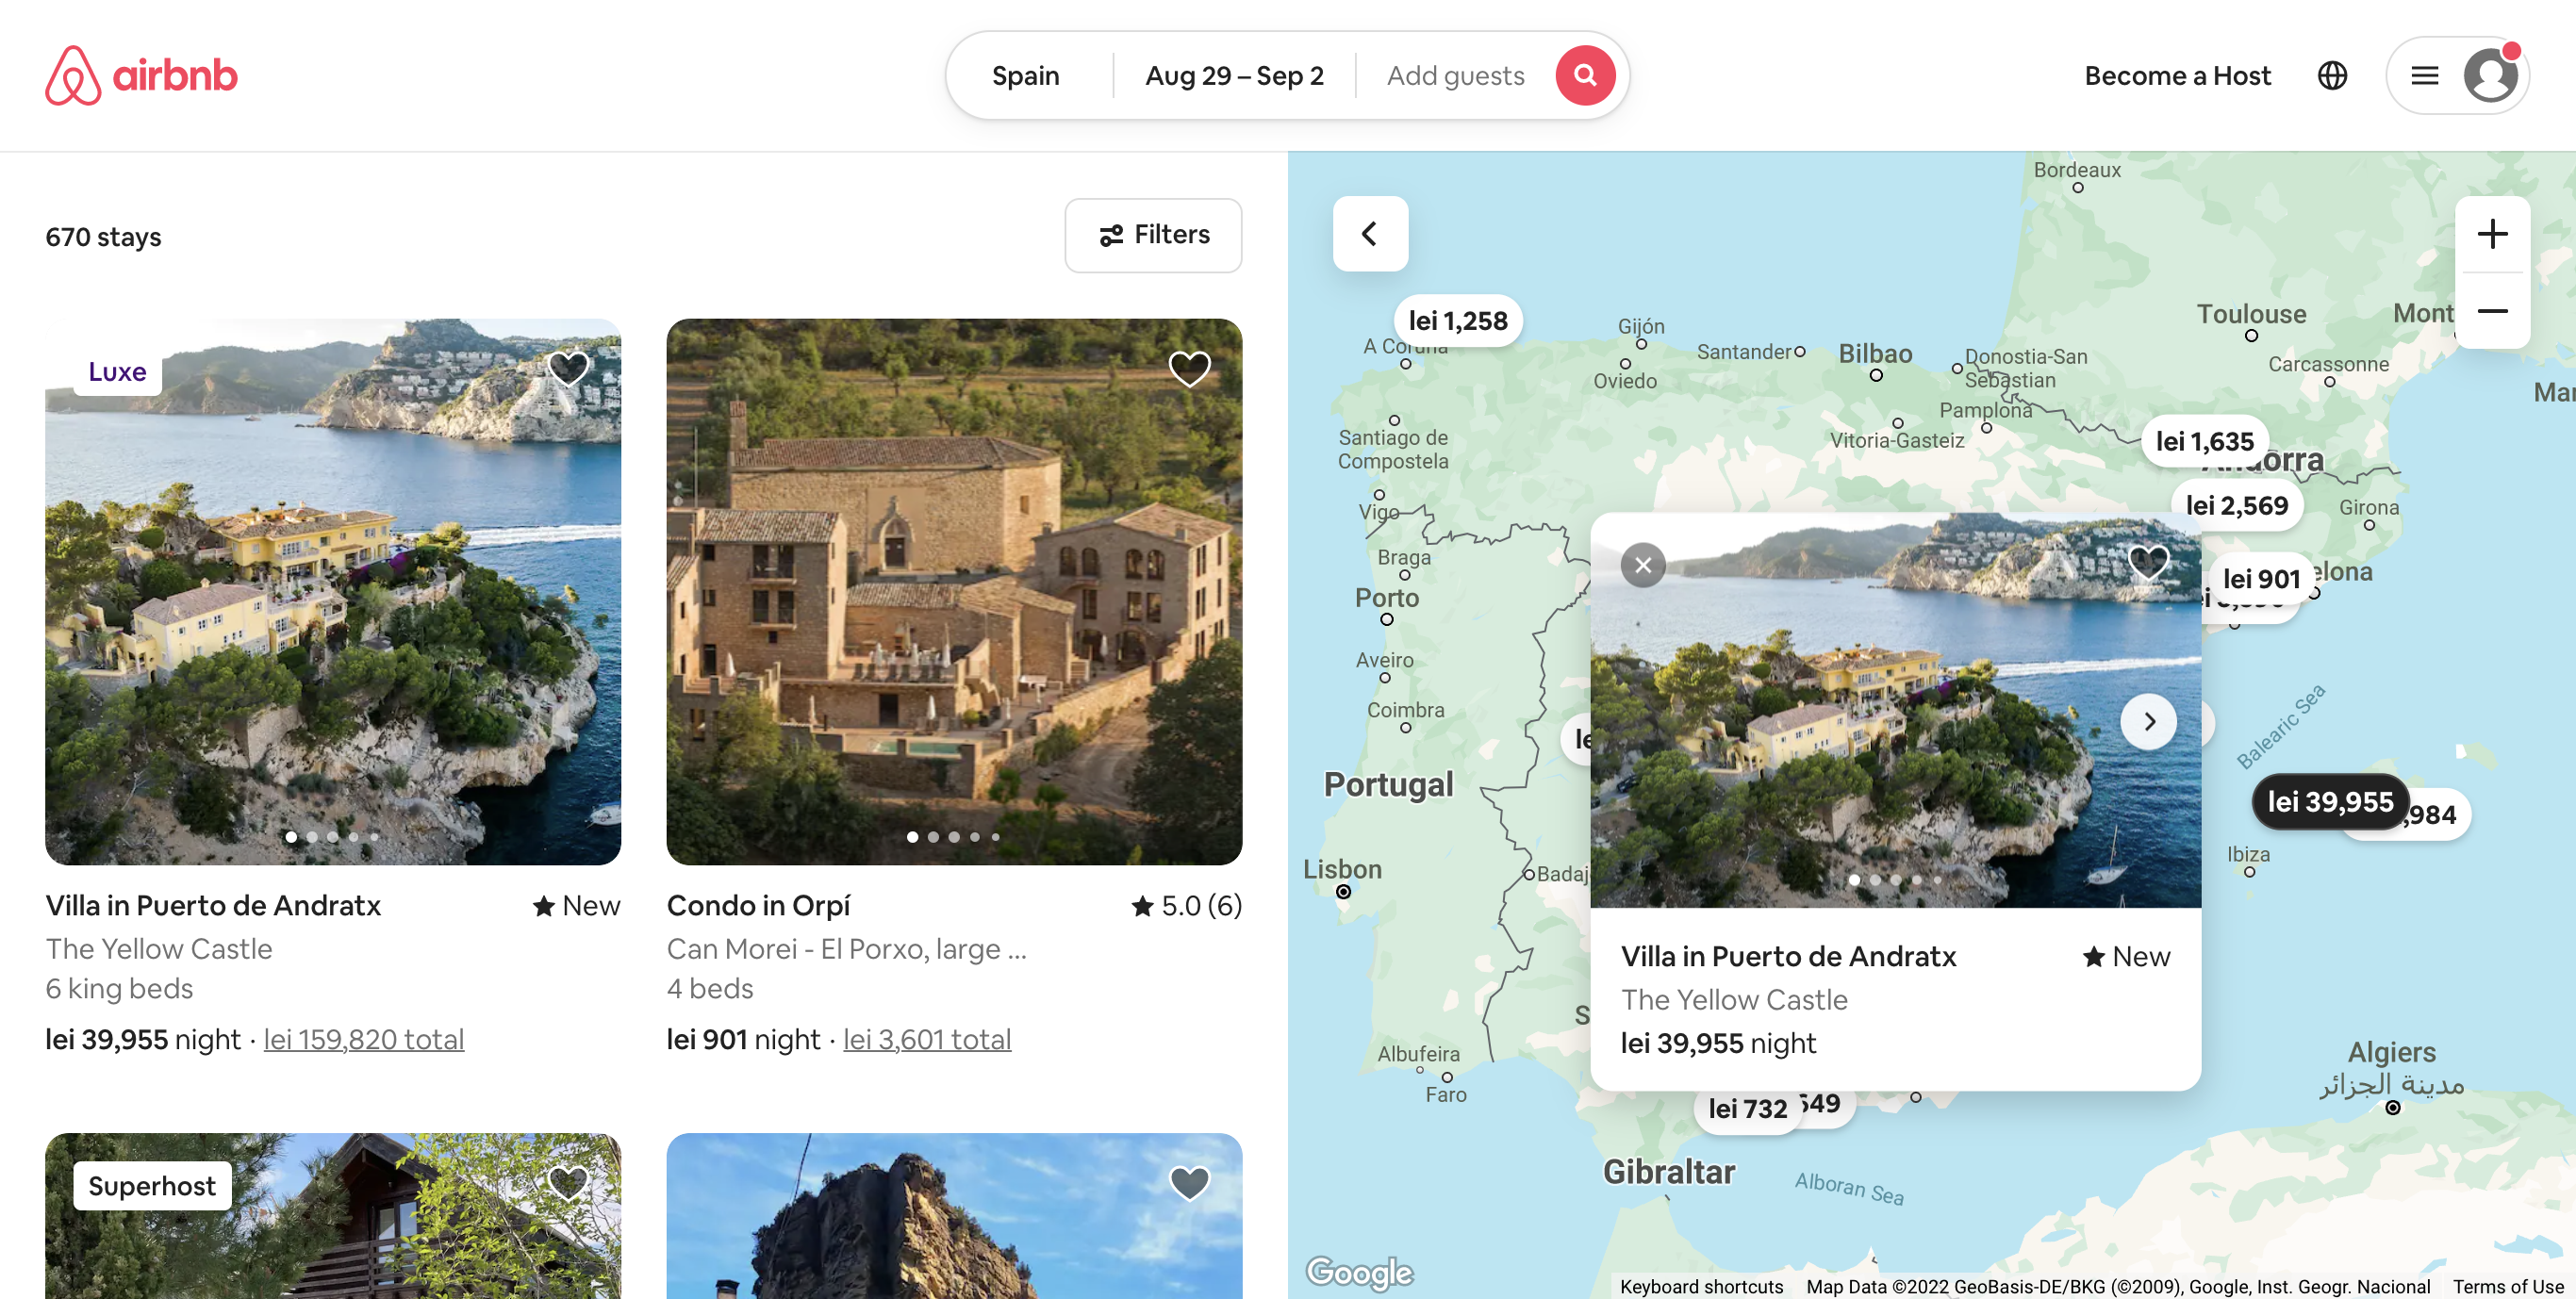 airbnb
Spain
Aug 29 – Sep 2
Add guests
Become a Host
670 stays
Filters
Luxe
Villa in Puerto de Andratx
New
The Yellow Castle
6 king beds
lei 39,955 night · lei 159,820 total
Condo in Orpí
5.0 (6)
Can Morei - El Porxo, large ...
4 beds
lei 901 night · lei 3,601 total
Superhost
Bordeaux
lei 1,258
A Coruña
Gijón
Oviedo
Santander
Bilbao
Donostia-San
Sebastian
Toulouse
Mont
Carcassonne
Mar
Pamplona
Vitoria-Gasteiz
Santiago de
Compostela
lei 1,635
Andorra
lei 2,569
Girona
Vigo
Braga
Porto
lei 901
elona
Aveiro
Coimbra
Balearic Sea
Portugal
lei 39,955
,984
Ibiza
Lisbon
Badaj
Villa in Puerto de Andratx
New
The Yellow Castle
lei 39,955 night
S
Albufeira
Faro
Algiers
مدينة الجزائر
lei 732
549
Gibraltar
Alboran Sea
Google
Keyboard shortcuts
Map Data ©2022 GeoBasis-DE/BKG (©2009), Google, Inst. Geogr. Nacional
Terms of Use